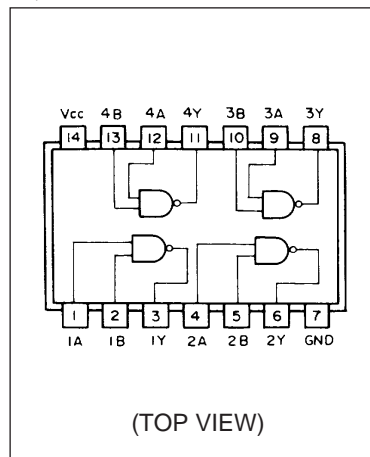 Vcc 4B 4A 4Y 3B 3A 3Y
14 13 12 11 10 9 8
1 2 3 4 5 6 7
1A 1B 1Y 2A 2B 2Y GND
(TOP VIEW)